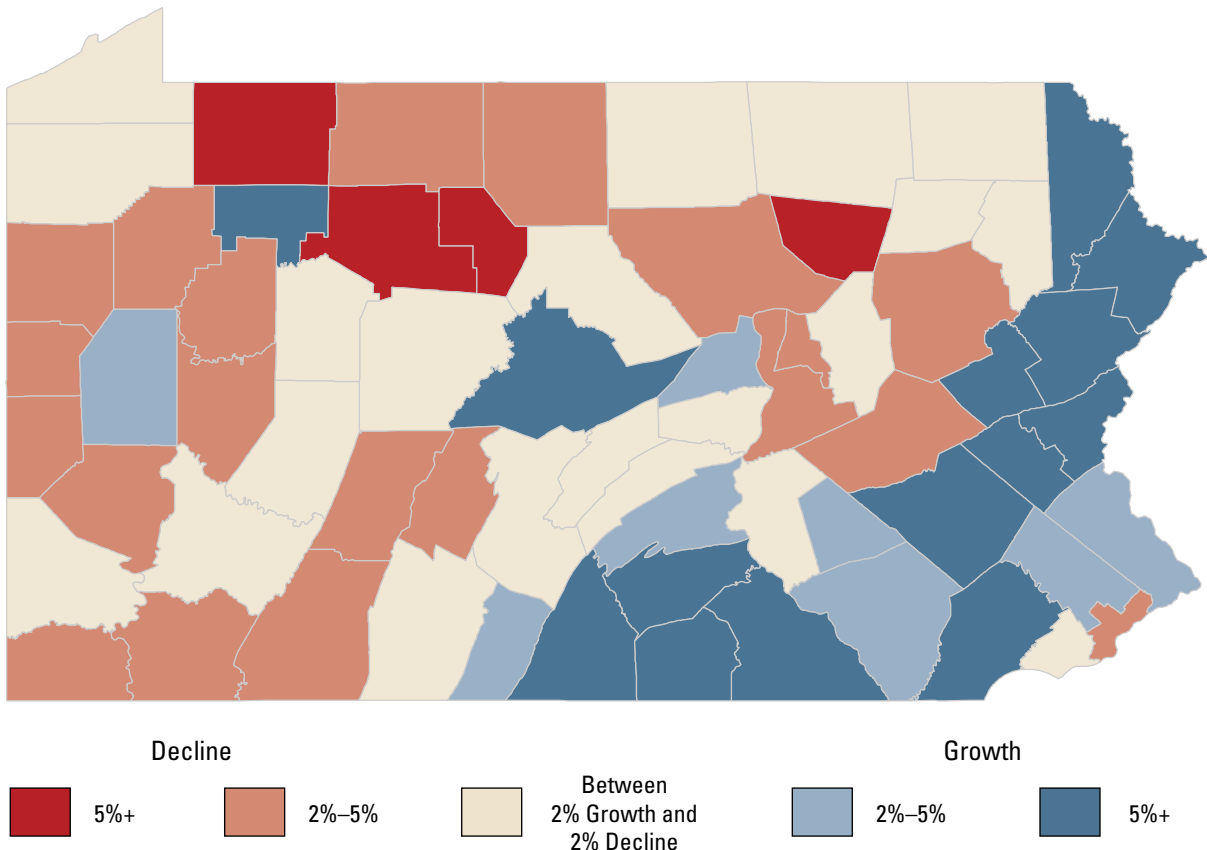 Decline
Growth
5%+
2%–5%
Between
2% Growth and
2% Decline
2%–5%
5%+